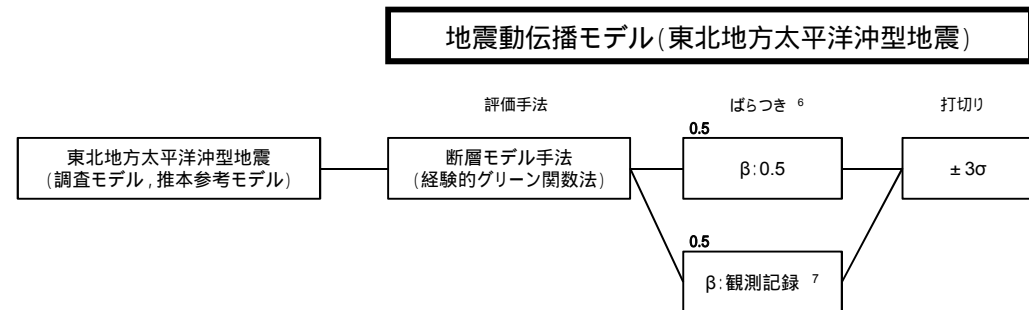 地震動伝播モデル(東北地方太平洋沖型地震)
評価手法
ばらつき 6
打切り
東北地方太平洋沖型地震
(調査モデル,推本参考モデル)
断層モデル手法
(経験的グリーン関数法)
0.5
β:0.5
±3σ
0.5
β:観測記録 7